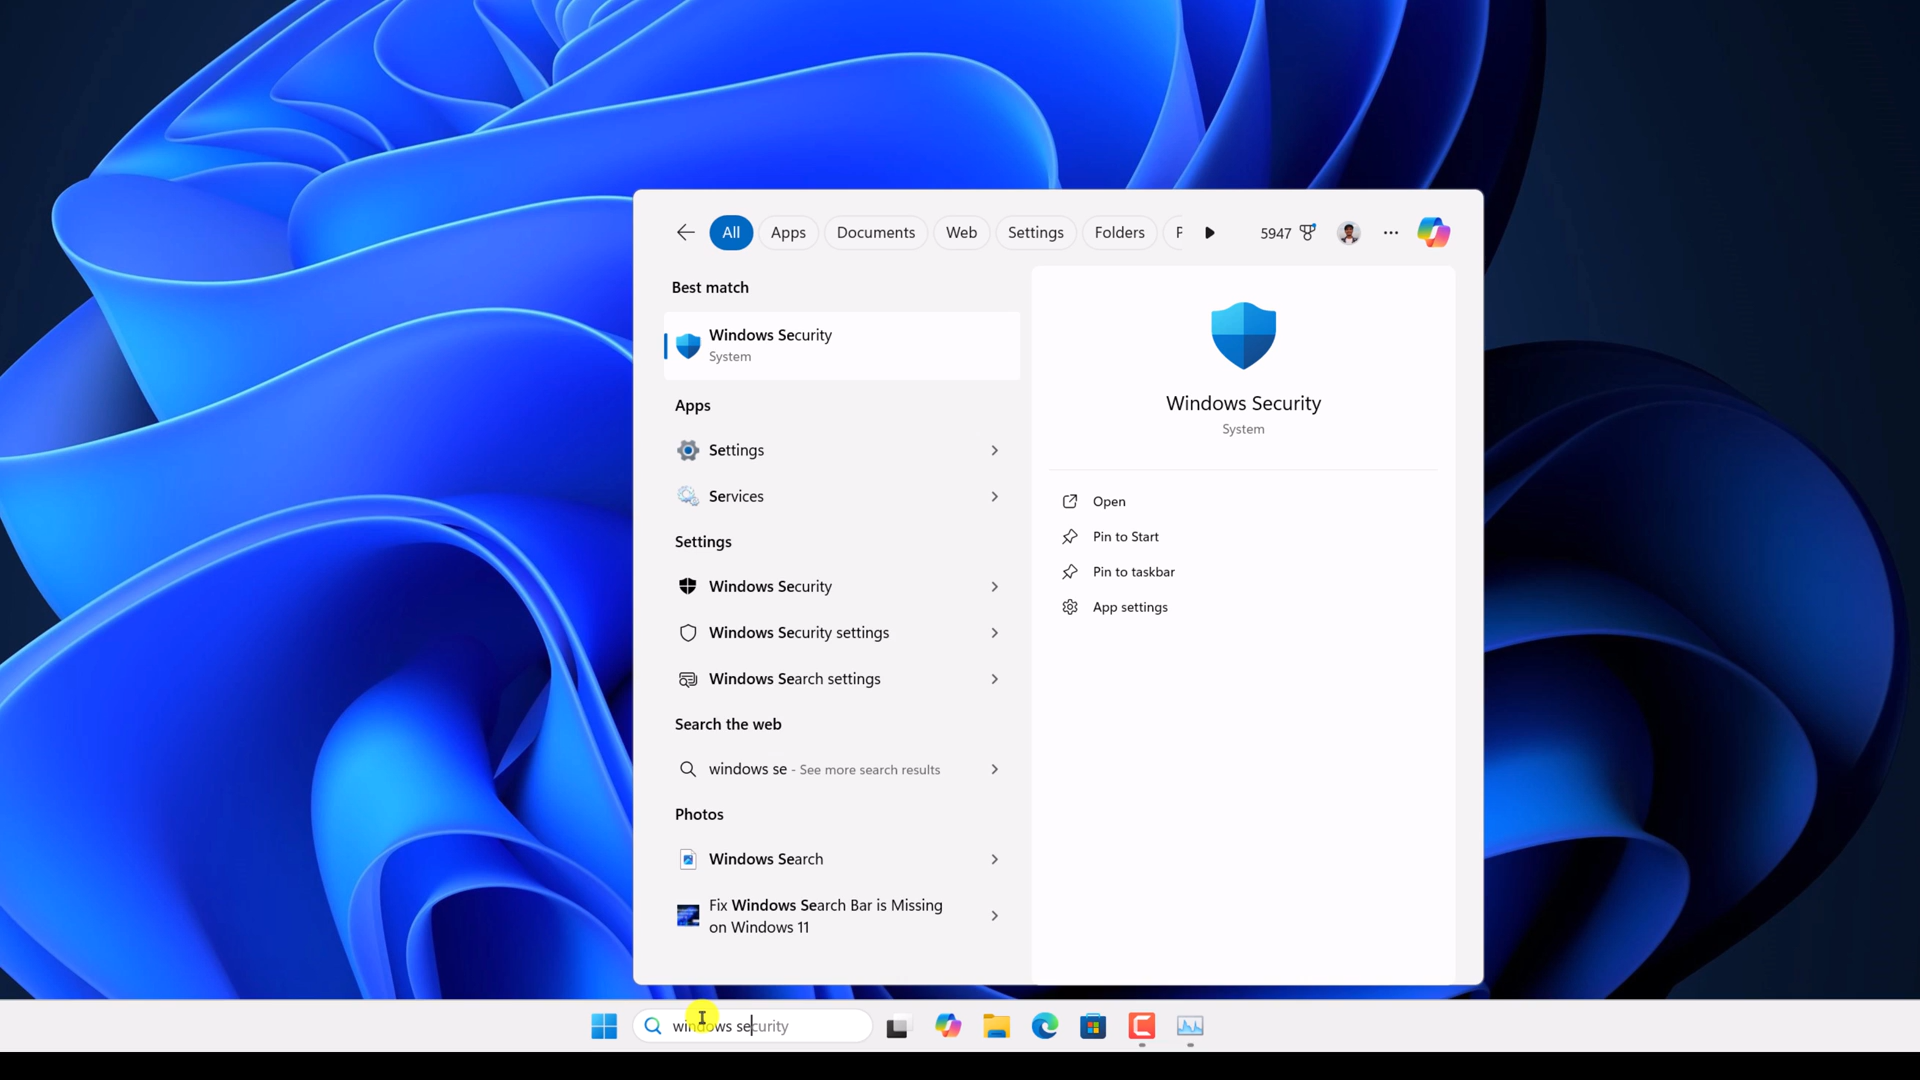 All
Apps
Documents
Web
Settings
Folders
P
5947
Best match
Windows Security
System
Apps
Settings
Services
Settings
Windows Security
Windows Security settings
Windows Search settings
Search the web
windows se - See more search results
Photos
Windows Search
Fix Windows Search Bar is Missing
on Windows 11
Windows Security
System
Open
Pin to Start
Pin to taskbar
App settings
windows security